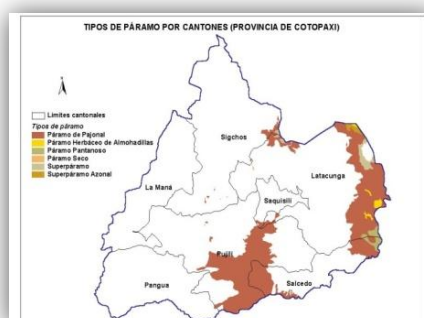 TIPOS DE PÁRAMO POR CANTONES (PROVINCIA DE COTOPAXI)
Límites cantonales
Tipos de páramo
Páramo de Pajonal
Páramo Herbáceo de Almohadillas
Páramo Pantanoso
Páramo Seco
Superpáramo
Superpáramo Azonal
Sigchos
Latacunga
La Maná
Saquisilí
Pujilí
Salcedo
Pangua